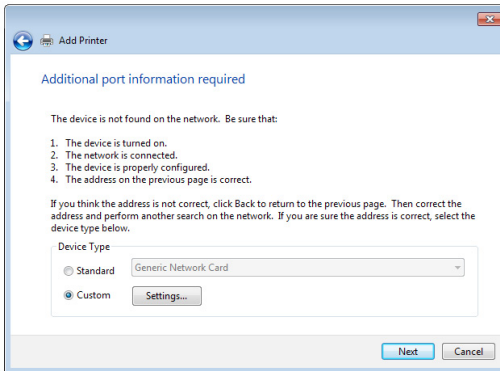 Add Printer
Additional port information required
The device is not found on the network. Be sure that:
1. The device is turned on.
2. The network is connected.
3. The device is properly configured.
4. The address on the previous page is correct.
If you think the address is not correct, click Back to return to the previous page. Then correct the
address and perform another search on the network. If you are sure the address is correct, select the
device type below.
Device Type
Standard
Generic Network Card
Custom
Settings...
Next
Cancel